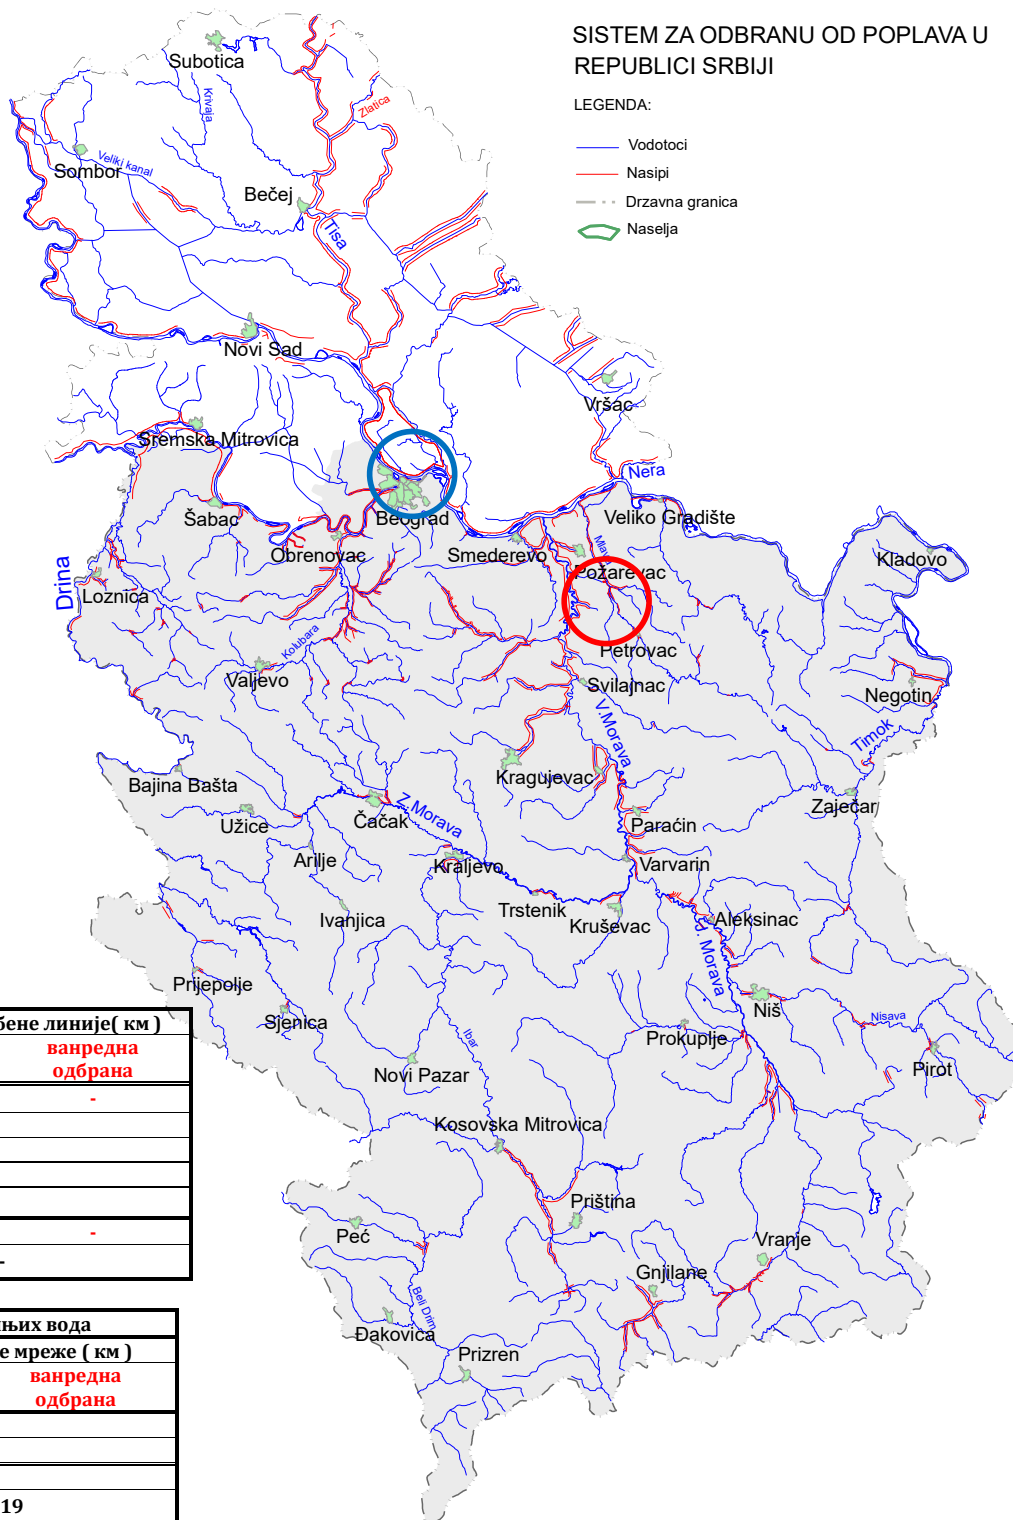 SISTEM ZA ODBRANU OD POPLAVA U
REPUBLICI SRBIJI
LEGENDA:
Vodotoci
Nasipi
Drzavna granica
Naselja
Subotica
Krivaja
Zlatica
Sombor
Veliki kanal
Bečej
Tisa
Novi Sad
Vršac
Sremska Mitrovica
Nera
Šabac
Beograd
Veliko Gradište
Obrenovac
Smederevo
Kladovo
Drina
Požarevac
Loznica
Kolubara
Petrovac
Valjevo
Svilajnac
Negotin
V.Morava
Timok
Kragujevac
Bajina Bašta
Zaječar
Užice
Čačak
Z.Morava
Paraćin
Arilje
Kraljevo
Varvarin
Ivanjica
Trstenik
Kruševac
Aleksinac
J. Morava
Prijepolje
Niš
Nisava
Sjenica
Prokuplje
Ibar
Novi Pazar
Pirot
Kosovska Mitrovica
Priština
Peć
Vranje
Gnjilane
Beli Drim
Đakovica
Prizren
бене линије( км )
ванредна
одбрана
-
-
-
њих вода
е мреже ( км )
ванредна
одбрана
19